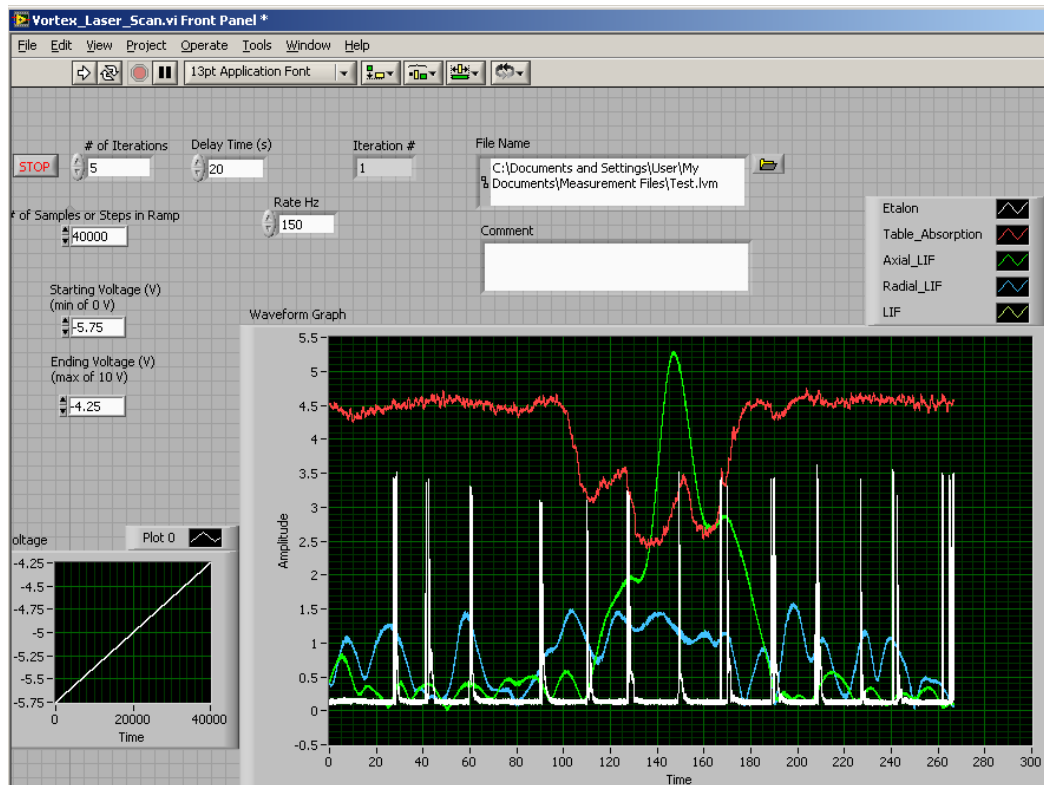 Vortex_Laser_Scan.vi Front Panel *
File Edit View Project Operate Tools Window Help
13pt Application Font
# of Iterations
Delay Time (s)
Iteration #
File Name
STOP
5
20
1
C:\Documents and Settings\User\My
Documents\Measurement Files\Test.lvm
# of Samples or Steps in Ramp
40000
Rate Hz
150
Comment
Etalon
Table_Absorption
Axial_LIF
Radial_LIF
LIF
Starting Voltage (V)
(min of 0 V)
-5.75
Ending Voltage (V)
(max of 10 V)
-4.25
Waveform Graph
5.5
5
4.5
4
3.5
3
2.5
2
1.5
1
0.5
0
-0.5
Amplitude
0 20 40 60 80 100 120 140 160 180 200 220 240 260 280 300
Time
oltage
Plot 0
-4.25
-4.5
-4.75
-5
-5.25
-5.5
-5.75
0 20000 40000
Time